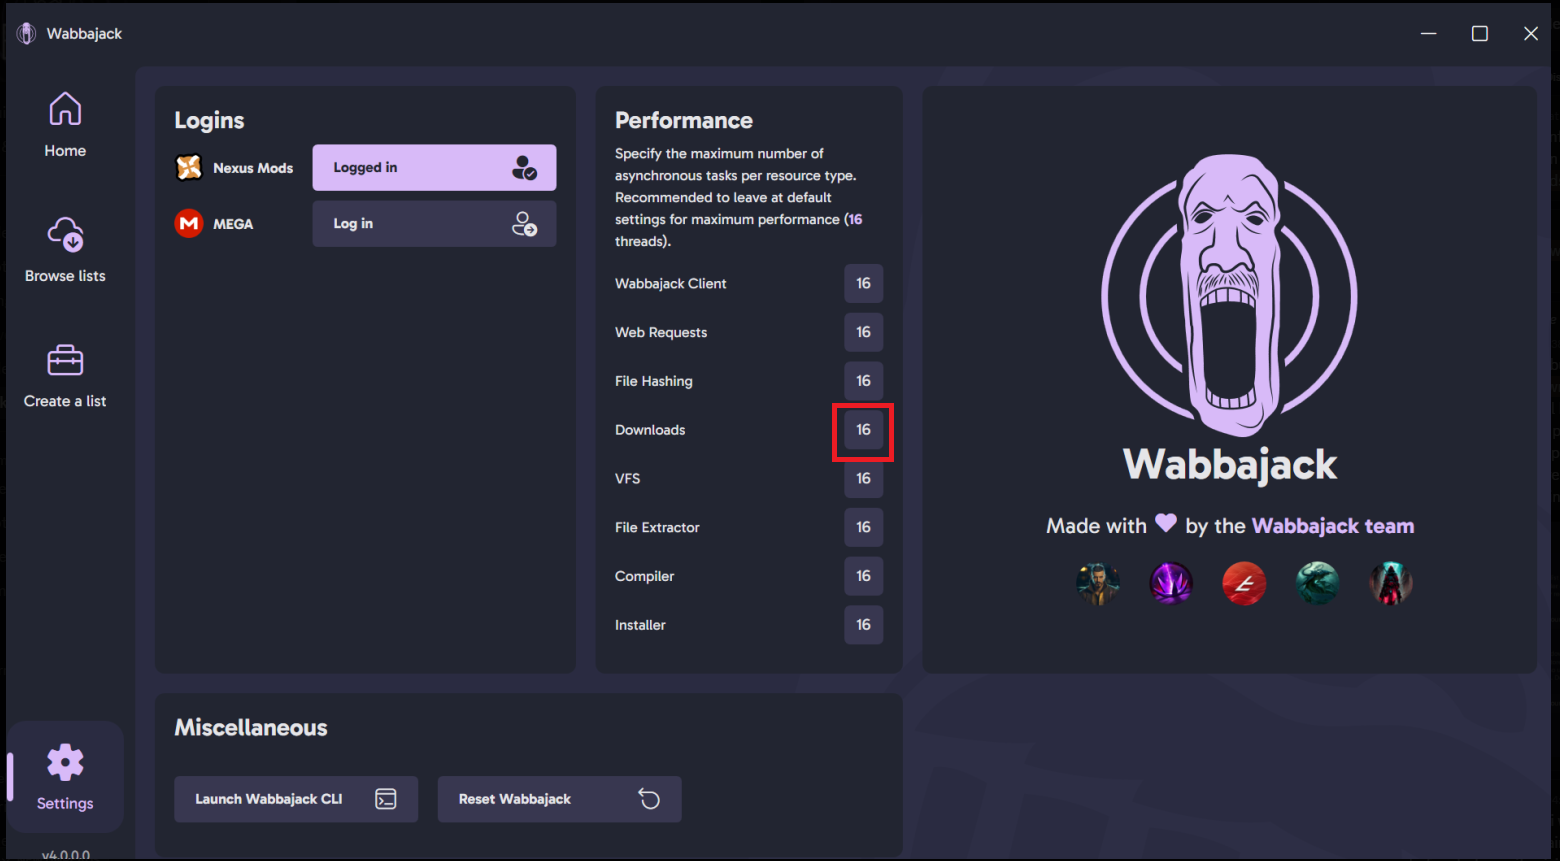 Wabbajack
Home
Browse lists
Create a list
Settings
v4.0.0.0
Logins
Nexus Mods
Logged in
MEGA
Log in
Performance
Specify the maximum number of
asynchronous tasks per resource type.
Recommended to leave at default
settings for maximum performance (16
threads).
Wabbajack Client 16
Web Requests 16
File Hashing 16
Downloads 16
VFS 16
File Extractor 16
Compiler 16
Installer 16
Wabbajack
Made with by the Wabbajack team
Miscellaneous
Launch Wabbajack CLI
Reset Wabbajack